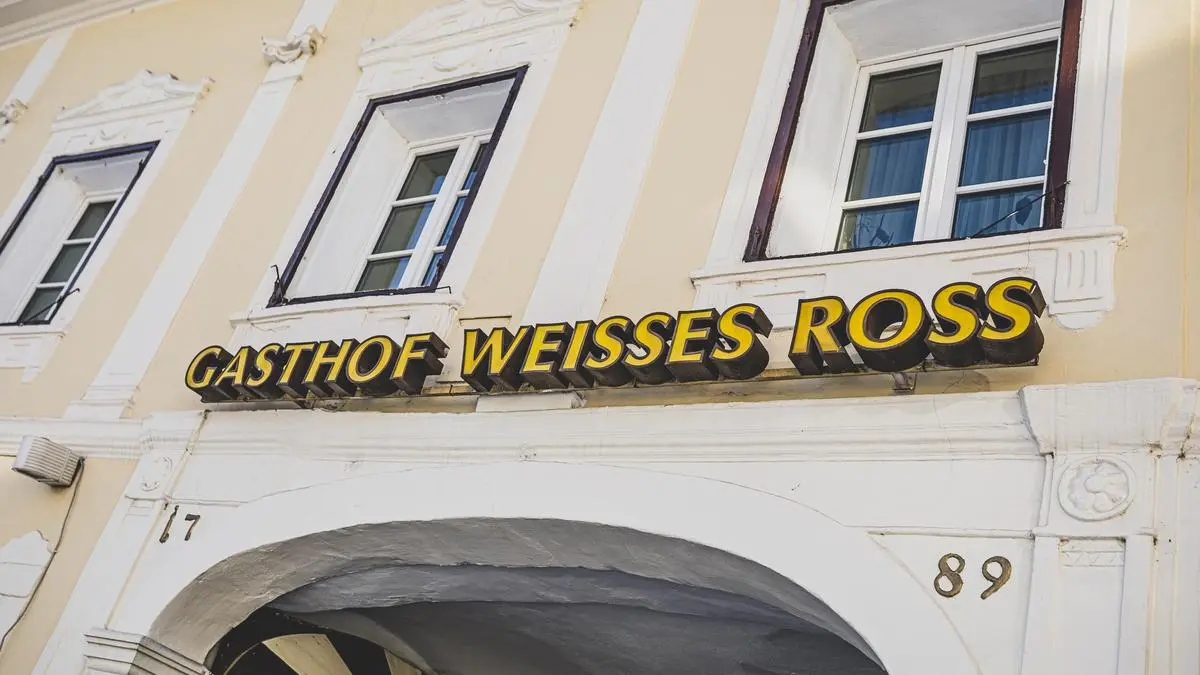 GASTHOF WEISSES ROSS
17 89